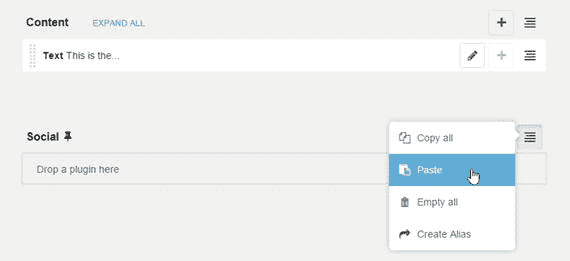 Content EXPAND ALL
Text This is the...
Social
Copy all
Drop a plugin here
Paste
Empty all
Create Alias